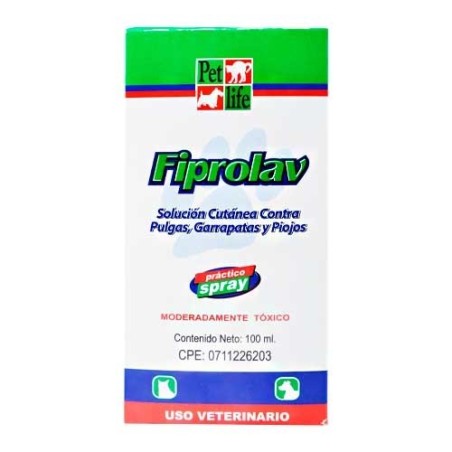 Pet
life
Fiprolav
Solución Cutánea Contra
Pulgas, Garrapatas y Piojos
práctico
spray
MODERADAMENTE TÓXICO
Contenido Neto: 100 ml.
CPE: 0711226203
USO VETERINARIO